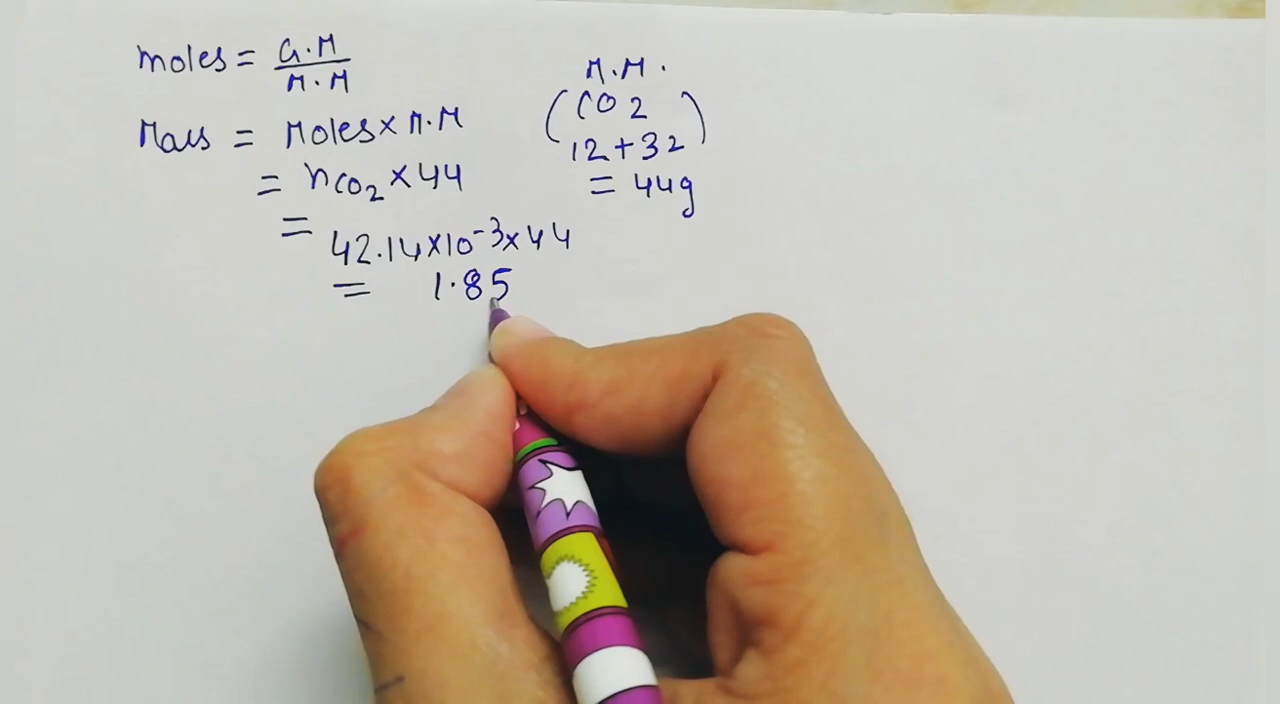 moles = G.M / M.M
Mass = Moles × M.M
= nCO₂ × 44
= 42.14×10⁻³×44
= 1.85
M.M.
(CO2
12+32)
= 44g